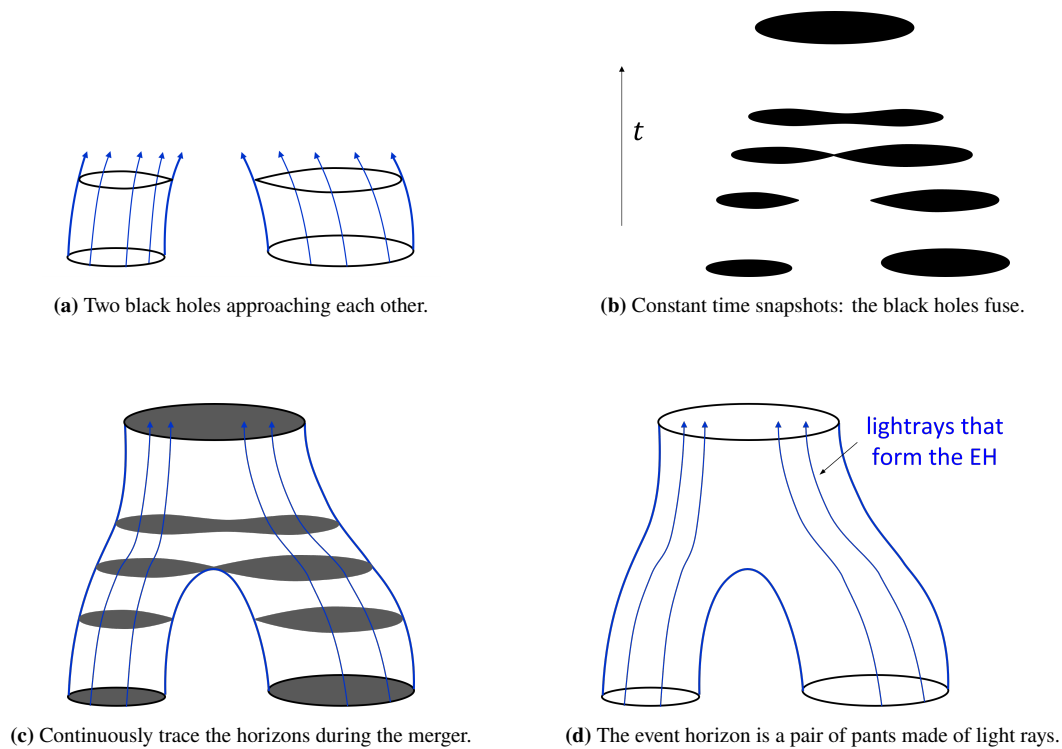 t
(a) Two black holes approaching each other.
(b) Constant time snapshots: the black holes fuse.
lightrays that
form the EH
(c) Continuously trace the horizons during the merger.
(d) The event horizon is a pair of pants made of light rays.